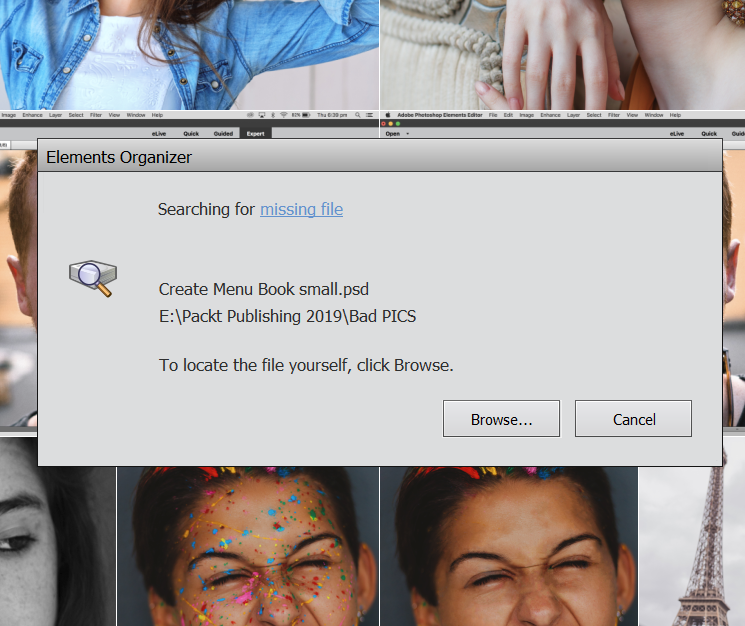 Image Enhance Layer Select Filter View Window Help 82% Thu 6:39 pm
Adobe Photoshop Elements Editor File Edit Image Enhance Layer Select Filter View Window Help
eLive Quick Guided Expert
Open eLive Quick
Elements Organizer
Searching for missing file
Create Menu Book small.psd
E:\Packt Publishing 2019\Bad PICS
To locate the file yourself, click Browse.
Browse... Cancel